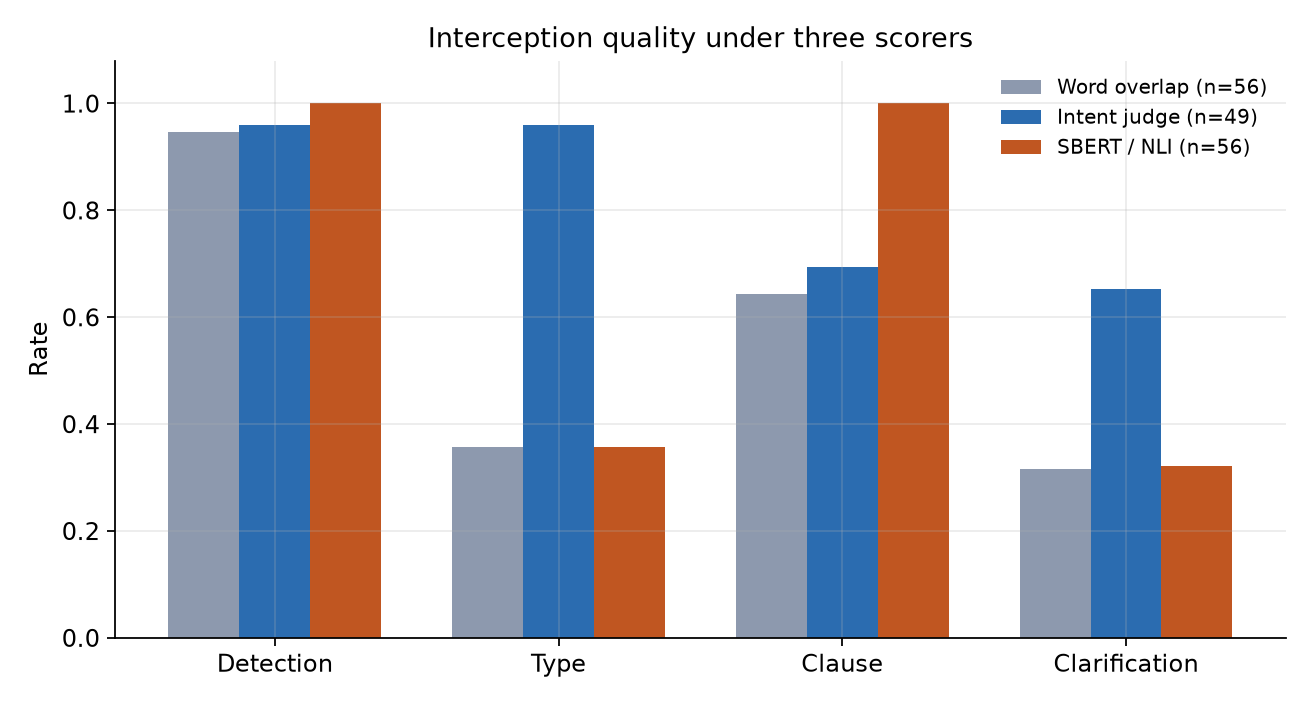 Interception quality under three scorers
Word overlap (n=56)
Intent judge (n=49)
SBERT / NLI (n=56)
Rate
1.0
0.8
0.6
0.4
0.2
0.0
Detection
Type
Clause
Clarification